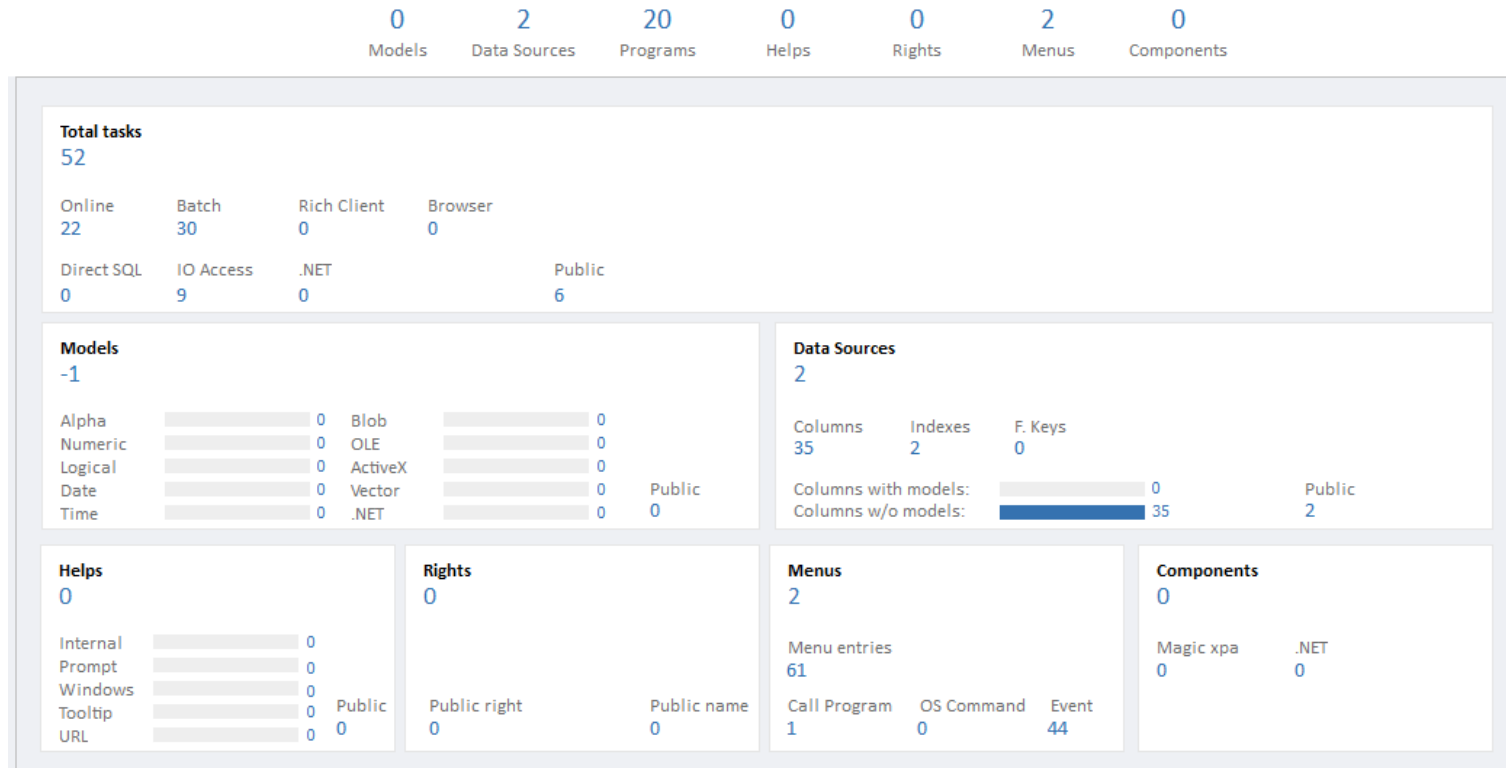 0 2 20 0 0 2 0
Models Data Sources Programs Helps Rights Menus Components
Total tasks
52
Online Batch Rich Client Browser
22 30 0 0
Direct SQL IO Access .NET Public
0 9 0 6
Models
-1
Alpha 0 Blob 0
Numeric 0 OLE 0
Logical 0 ActiveX 0
Date 0 Vector 0 Public
Time 0 .NET 0 0
Data Sources
2
Columns Indexes F. Keys
35 2 0
Columns with models: 0 Public
Columns w/o models: 35 2
Helps
0
Internal 0
Prompt 0
Windows 0
Tooltip 0 Public
URL 0 0
Rights
0
Public right Public name
0 0
Menus
2
Menu entries
61
Call Program OS Command Event
1 0 44
Components
0
Magic xpa .NET
0 0